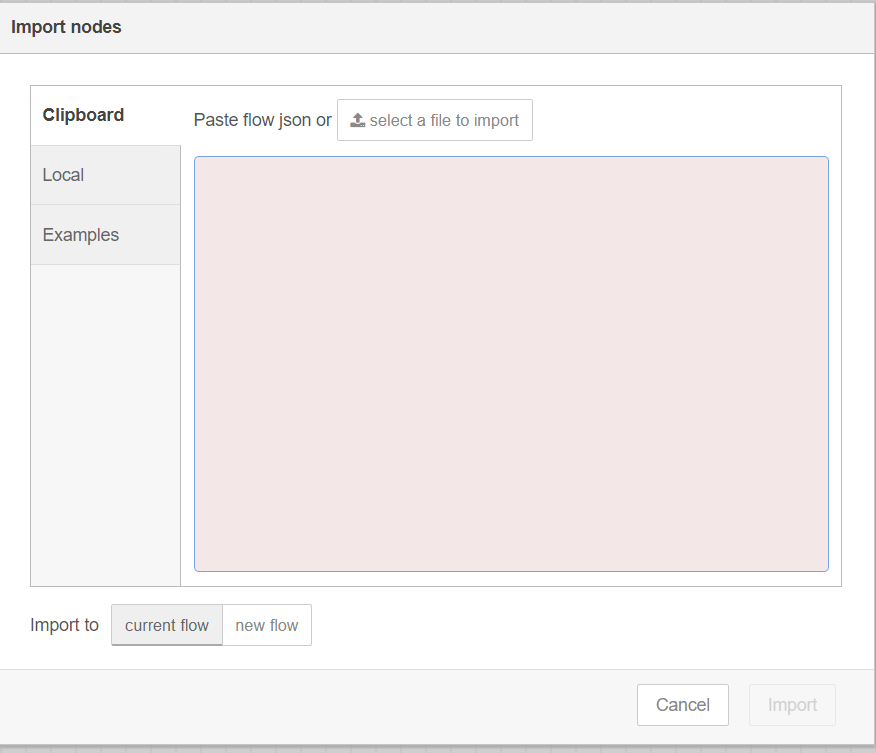 Import nodes
Clipboard
Paste flow json or select a file to import
Local
Examples
Import to current flow new flow
Cancel Import